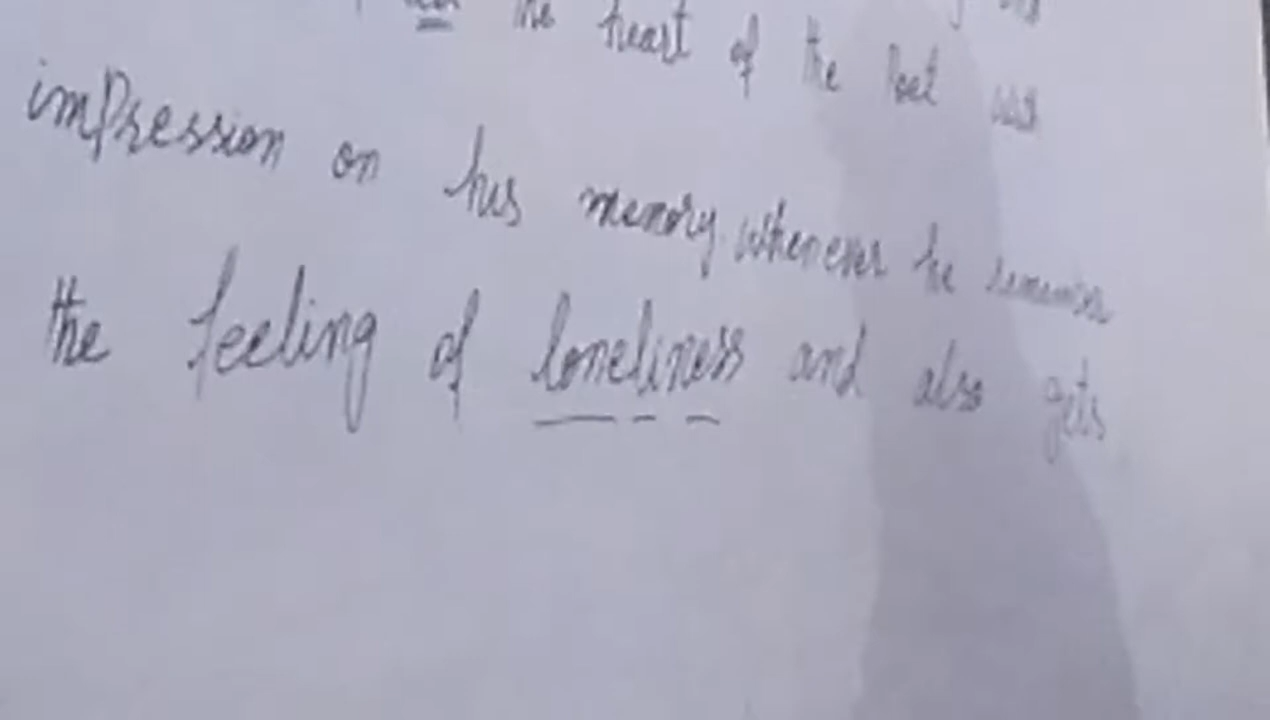 the heart of the Poet was
impression on his memory. Whenever he
the feeling of loneliness and also gets